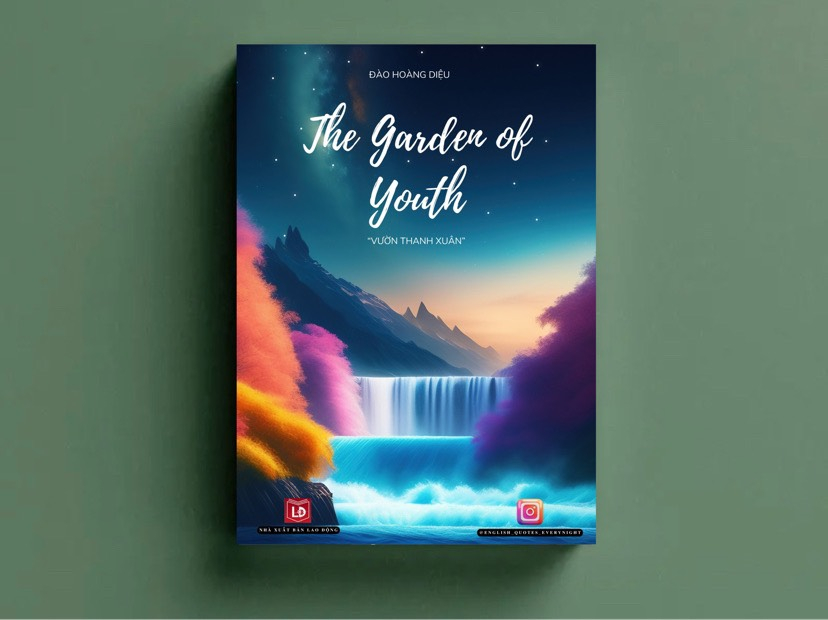 ĐÀO HOÀNG DIỆU
The Garden of
Youth
“VƯỜN THANH XUÂN”
LĐ
NHÀ XUẤT BẢN LAO ĐỘNG
@ENGLISH_QUOTES_EVERYNIGHT